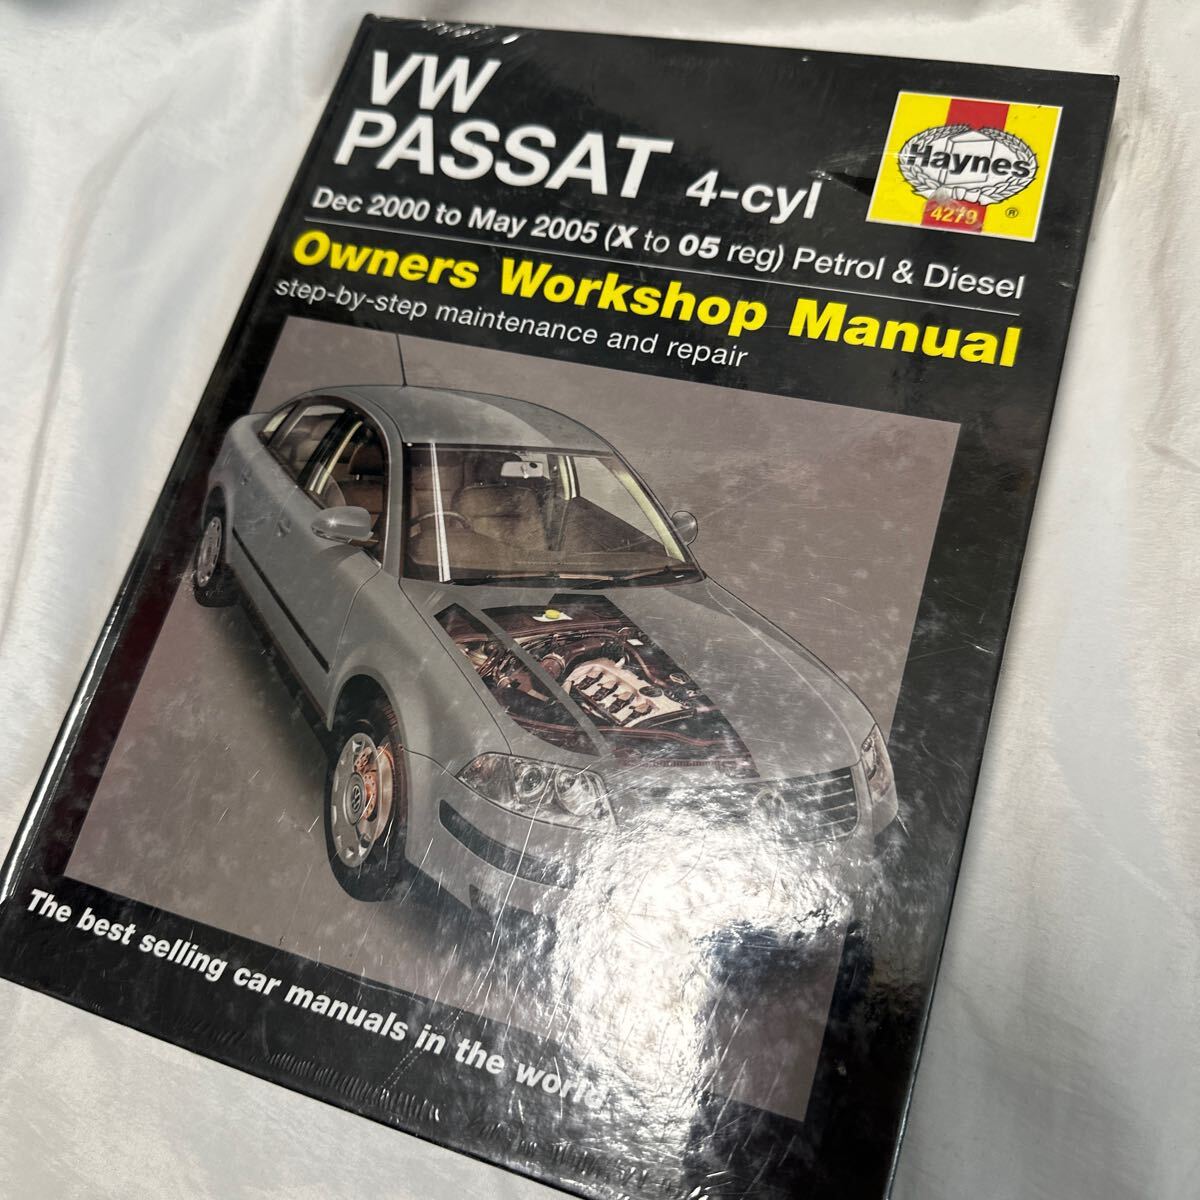 VW
PASSAT 4-cyl
Haynes
4279
®
Dec 2000 to May 2005 (X to 05 reg) Petrol & Diesel
Owners Workshop Manual
step-by-step maintenance and repair
The best selling car manuals in the world